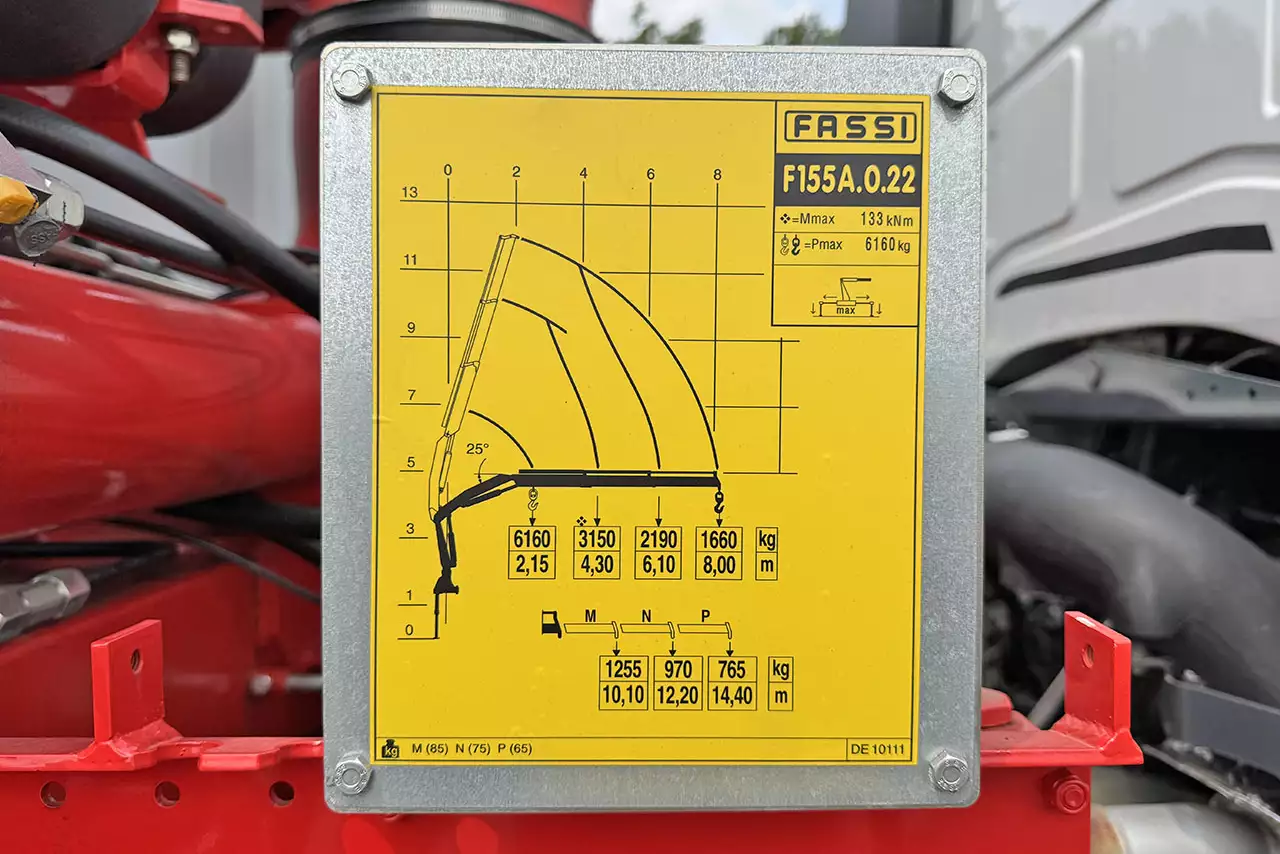 FASSI
F155A.0.22
=Mmax 133 kNm
=Pmax 6160 kg
max
0 2 4 6 8
13
11
9
7
5
3
1
0
25°
6160 3150 2190 1660 kg
2,15 4,30 6,10 8,00 m
M N P
1255 970 765 kg
10,10 12,20 14,40 m
kg M (85) N (75) P (65)
DE 10111